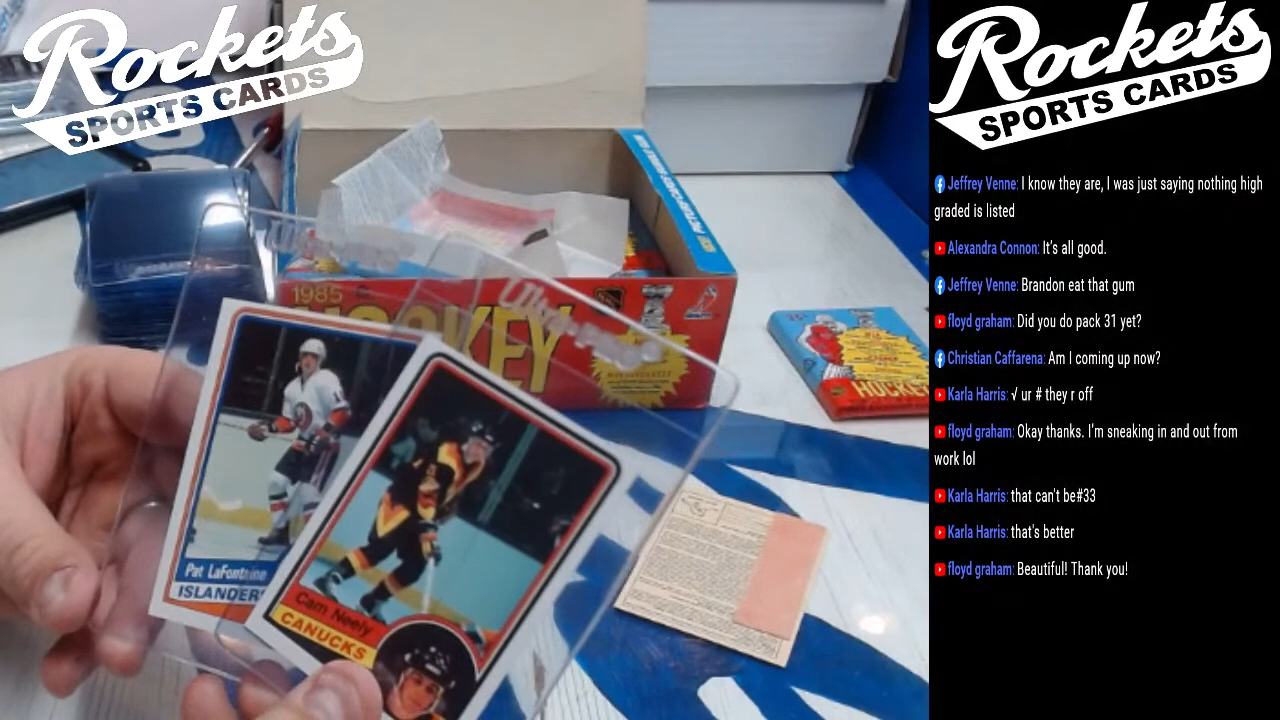 Rockets
SPORTS CARDS
Rockets
SPORTS CARDS
Jeffrey Venne: I know they are, I was just saying nothing high
graded is listed
Alexandra Connon: It's all good.
Jeffrey Venne: Brandon eat that gum
floyd graham: Did you do pack 31 yet?
Christian Caffarena: Am I coming up now?
Karla Harris: √ ur # they r off
floyd graham: Okay thanks. I'm sneaking in and out from
work lol
Karla Harris: that can't be#33
Karla Harris: that's better
floyd graham: Beautiful! Thank you!
1985
HOCKEY
HOCKEY
Pat LaFontaine
ISLANDERS
Cam Neely
CANUCKS